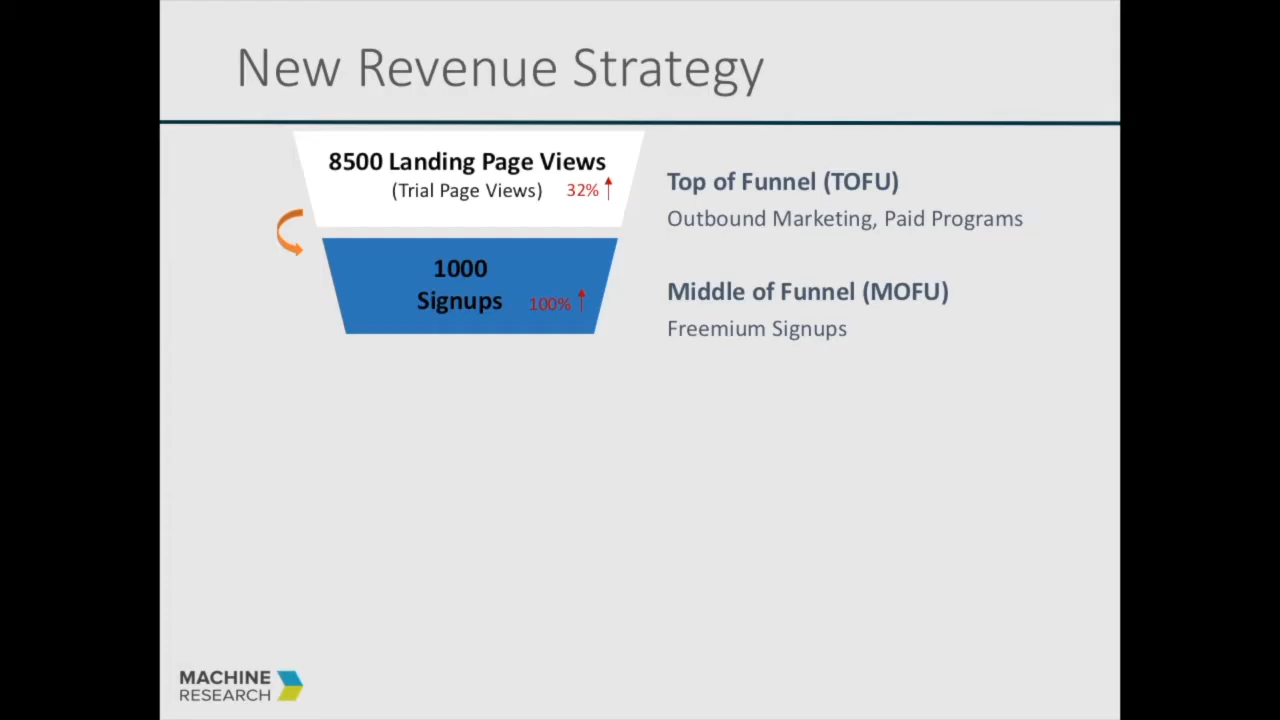 New Revenue Strategy
8500 Landing Page Views
(Trial Page Views) 32%
1000
Signups 100%
Top of Funnel (TOFU)
Outbound Marketing, Paid Programs
Middle of Funnel (MOFU)
Freemium Signups
MACHINE
RESEARCH